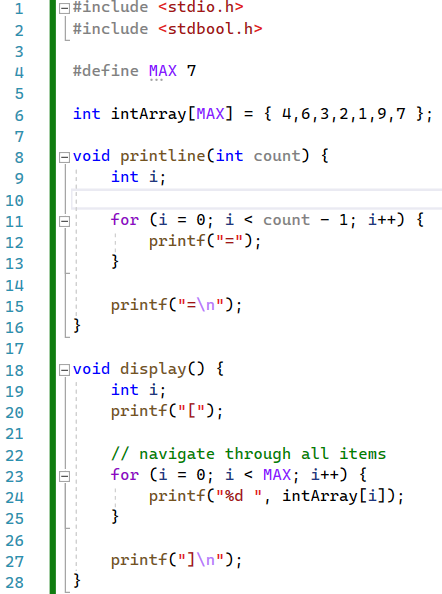 1 #include <stdio.h>
2 #include <stdbool.h>
3
4 #define MAX 7
5
6 int intArray[MAX] = { 4,6,3,2,1,9,7 };
7
8 void printline(int count) {
9     int i;
10
11     for (i = 0; i < count - 1; i++) {
12         printf("=");
13     }
14
15     printf("=\n");
16 }
17
18 void display() {
19     int i;
20     printf("[");
21
22     // navigate through all items
23     for (i = 0; i < MAX; i++) {
24         printf("%d ", intArray[i]);
25     }
26
27     printf("]\n");
28 }